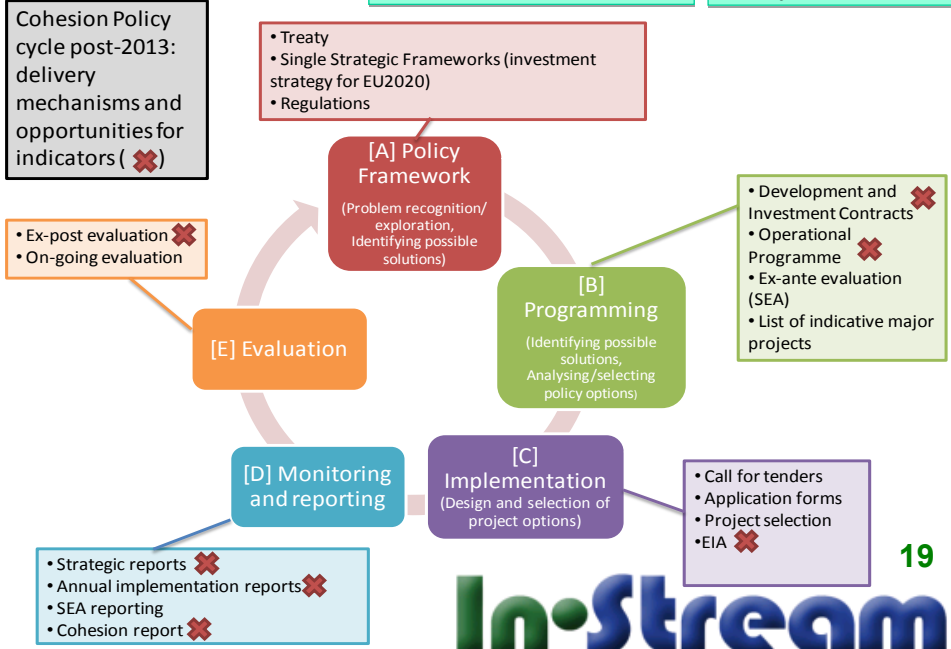 Cohesion Policy
cycle post-2013:
delivery
mechanisms and
opportunities for
indicators ( )
• Treaty
• Single Strategic Frameworks (investment
strategy for EU2020)
• Regulations
[A] Policy
Framework
(Problem recognition/
exploration,
Identifying possible
solutions)
• Development and
Investment Contracts
• Operational
Programme
• Ex-ante evaluation
(SEA)
• List of indicative major
projects
[B]
Programming
(Identifying possible
solutions,
Analysing/selecting
policy options)
• Ex-post evaluation
• On-going evaluation
[E] Evaluation
[D] Monitoring
and reporting
[C]
Implementation
(Design and selection of
project options)
• Call for tenders
• Application forms
• Project selection
•EIA
• Strategic reports
• Annual implementation reports
• SEA reporting
• Cohesion report
19
In•Stream